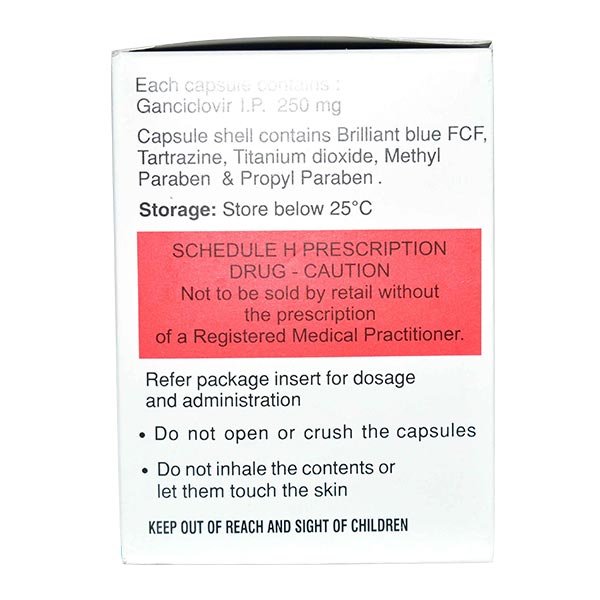 Each capsule contains :
Ganciclovir I.P. 250 mg
Capsule shell contains Brilliant blue FCF,
Tartrazine, Titanium dioxide, Methyl
Paraben & Propyl Paraben .
Storage: Store below 25°C
SCHEDULE H PRESCRIPTION
DRUG - CAUTION
Not to be sold by retail without
the prescription
of a Registered Medical Practitioner.
Refer package insert for dosage
and administration
• Do not open or crush the capsules
• Do not inhale the contents or
let them touch the skin
KEEP OUT OF REACH AND SIGHT OF CHILDREN